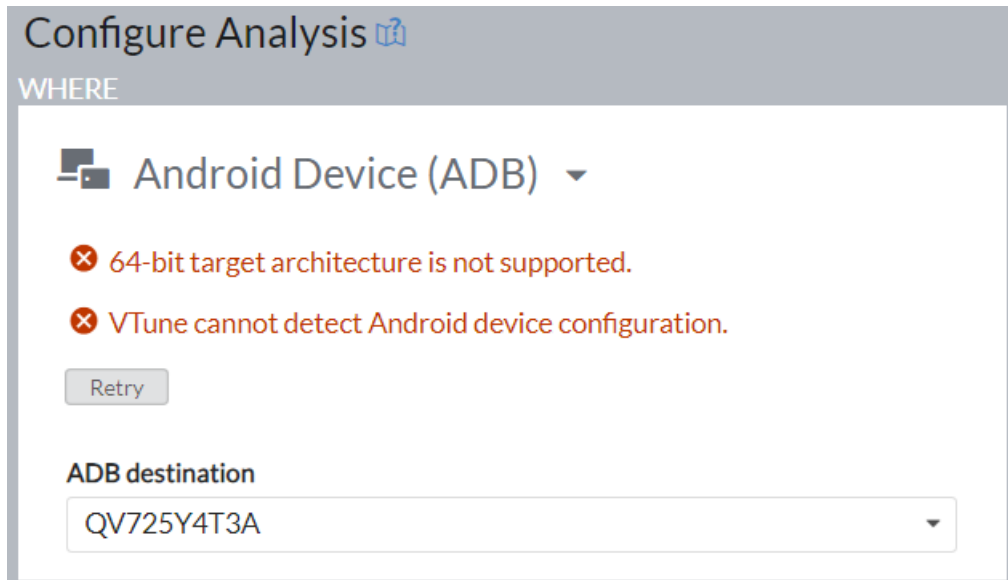 Configure Analysis
WHERE
Android Device (ADB)
64-bit target architecture is not supported.
VTune cannot detect Android device configuration.
Retry
ADB destination
QV725Y4T3A